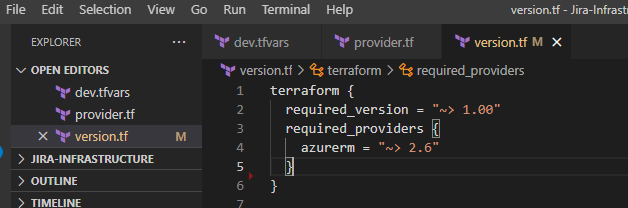 File Edit Selection View Go Run Terminal Help
version.tf - Jira-Infrastr
EXPLORER ...
dev.tfvars provider.tf version.tf M
OPEN EDITORS
dev.tfvars
provider.tf
version.tf M
JIRA-INFRASTRUCTURE
OUTLINE
TIMELINE
version.tf > terraform > required_providers
1 terraform {
2 required_version = "~> 1.00"
3 required_providers {
4 azurerm = "~> 2.6"
5 }
6 }
7